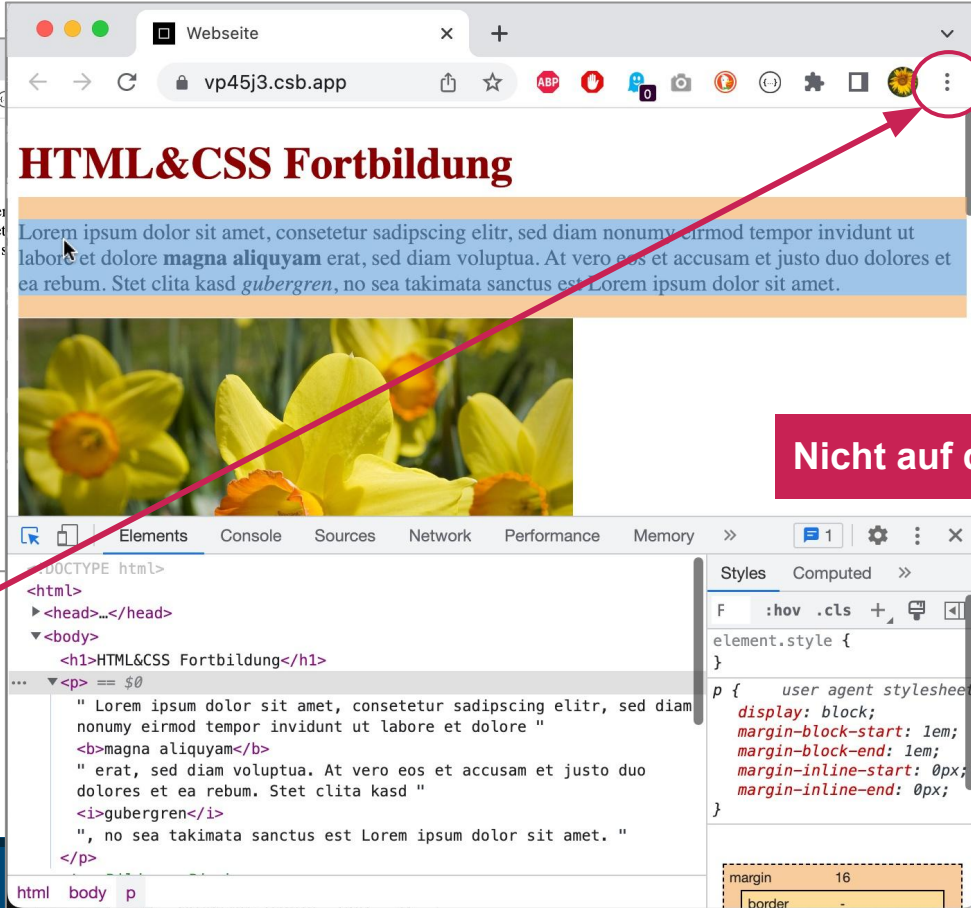 Webseite
vp45j3.csb.app
ABP
0
HTML&CSS Fortbildung
Lorem ipsum dolor sit amet, consetetur sadipscing elitr, sed diam nonumy eirmod tempor invidunt ut
labore et dolore magna aliquyam erat, sed diam voluptua. At vero eos et accusam et justo duo dolores et
ea rebum. Stet clita kasd gubergren, no sea takimata sanctus est Lorem ipsum dolor sit amet.
Nicht auf
Elements Console Sources Network Performance Memory » 1
<!DOCTYPE html>
<html>
<head>…</head>
<body>
<h1>HTML&CSS Fortbildung</h1>
<p> == $0
" Lorem ipsum dolor sit amet, consetetur sadipscing elitr, sed diam
nonumy eirmod tempor invidunt ut labore et dolore "
<b>magna aliquyam</b>
" erat, sed diam voluptua. At vero eos et accusam et justo duo
dolores et ea rebum. Stet clita kasd "
<i>gubergren</i>
", no sea takimata sanctus est Lorem ipsum dolor sit amet. "
</p>
html body p
Styles Computed »
F :hov .cls +
element.style {
}
p { user agent stylesheet
display: block;
margin-block-start: 1em;
margin-block-end: 1em;
margin-inline-start: 0px;
margin-inline-end: 0px;
}
margin 16
border -